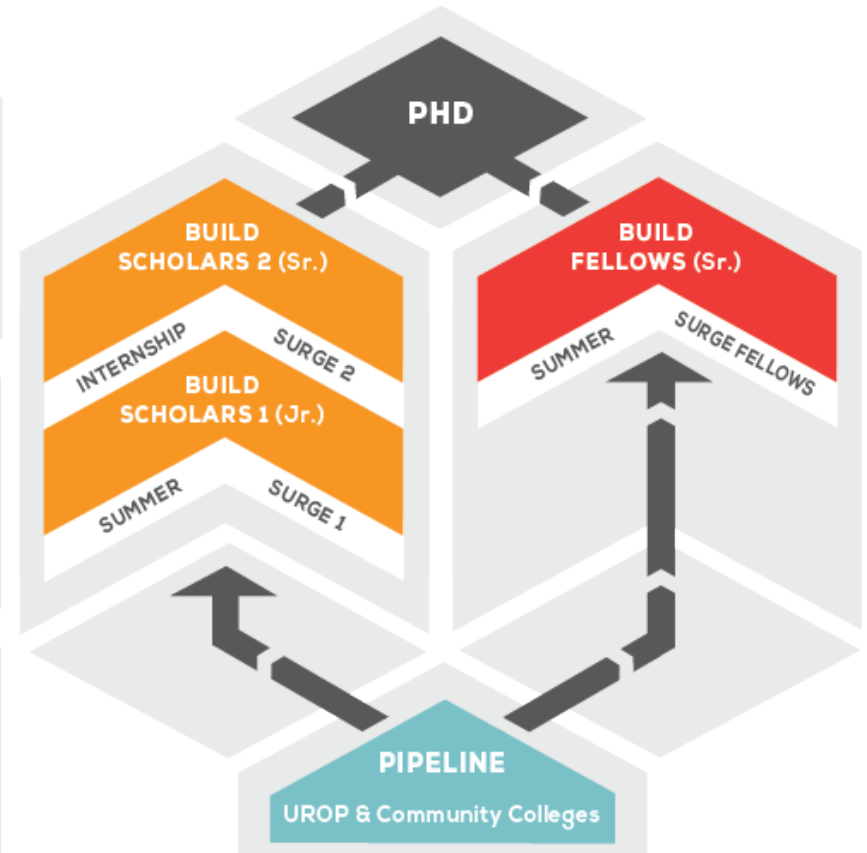 PHD
BUILD
SCHOLARS 2 (Sr.)
INTERNSHIP
SURGE 2
BUILD
SCHOLARS 1 (Jr.)
SUMMER
SURGE 1
BUILD
FELLOWS (Sr.)
SUMMER
SURGE FELLOWS
PIPELINE
UROP & Community Colleges